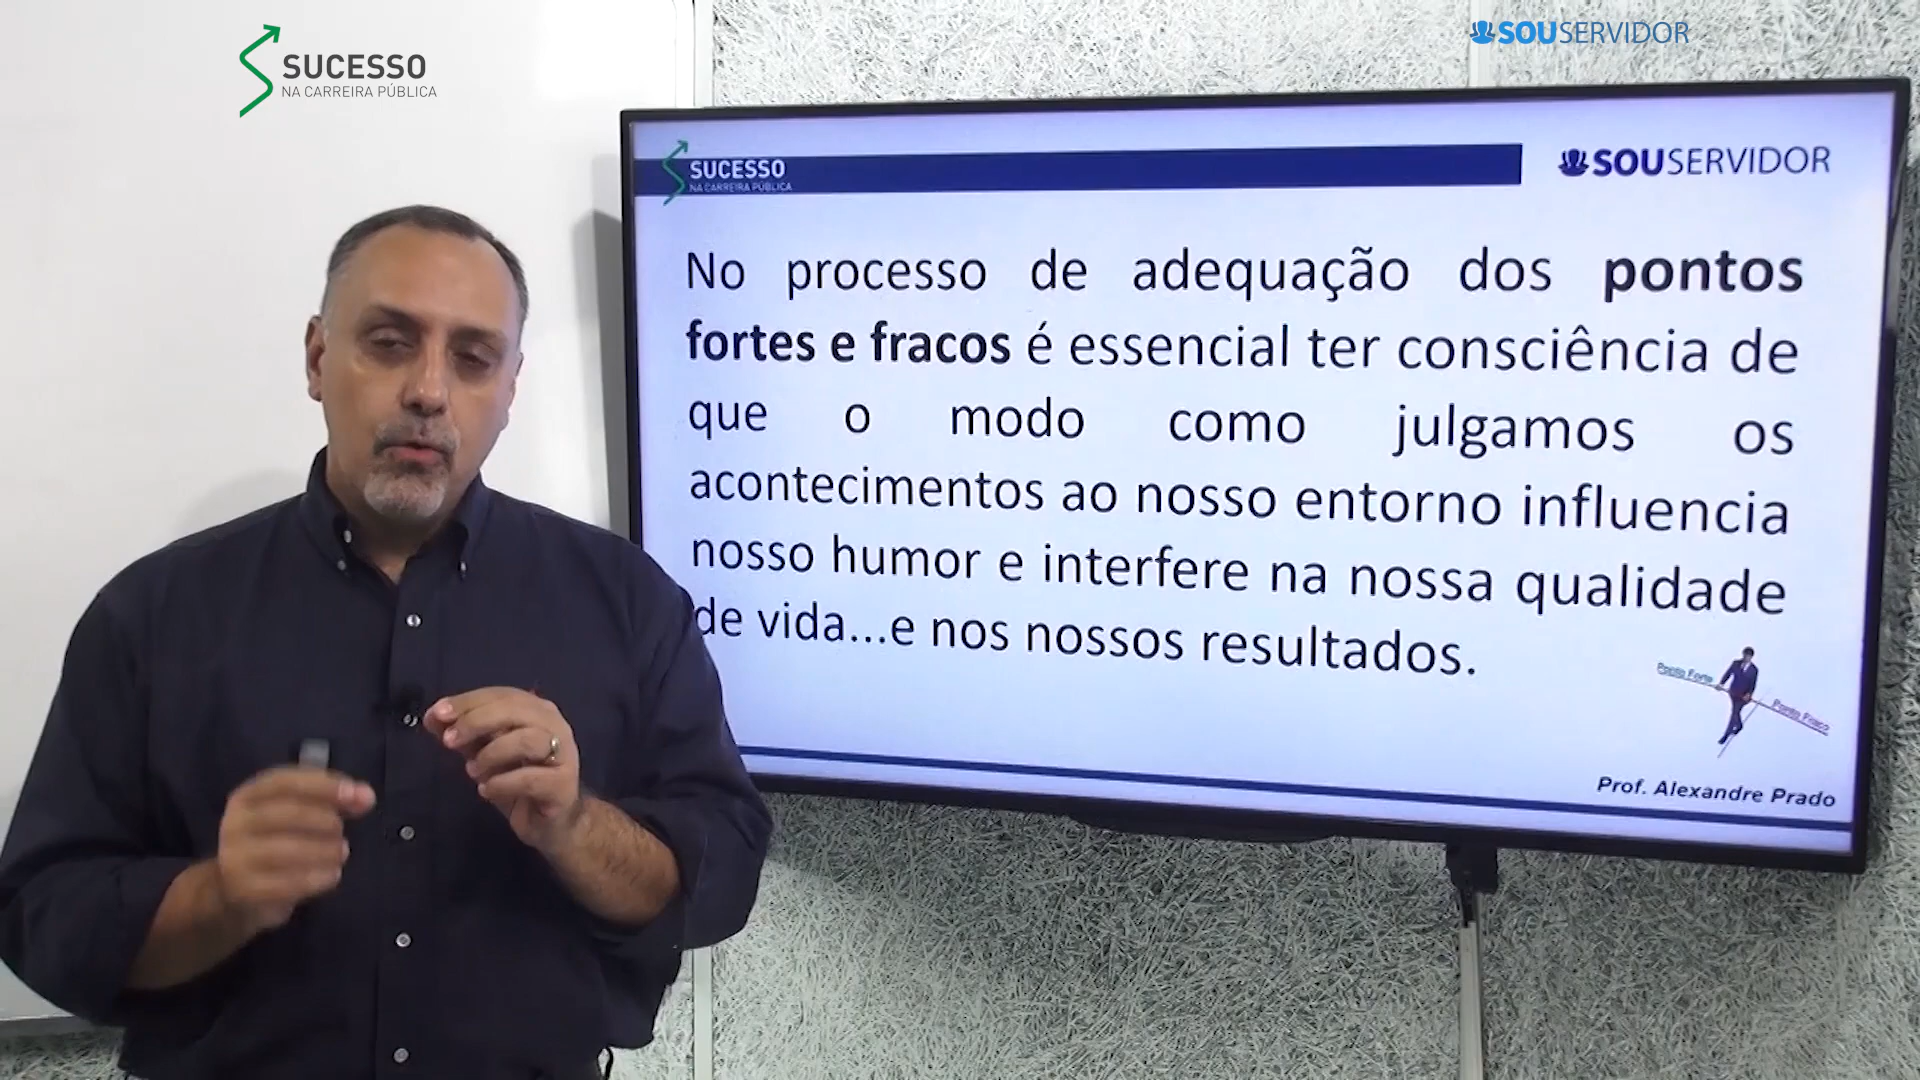 SUCESSO
NA CARREIRA PÚBLICA
SOUSERVIDOR
SUCESSO
NA CARREIRA PÚBLICA
SOUSERVIDOR
No processo de adequação dos pontos
fortes e fracos é essencial ter consciência de
que o modo como julgamos os
acontecimentos ao nosso entorno influencia
nosso humor e interfere na nossa qualidade
de vida...e nos nossos resultados.
Ponto Forte
Ponto Fraco
Prof. Alexandre Prado